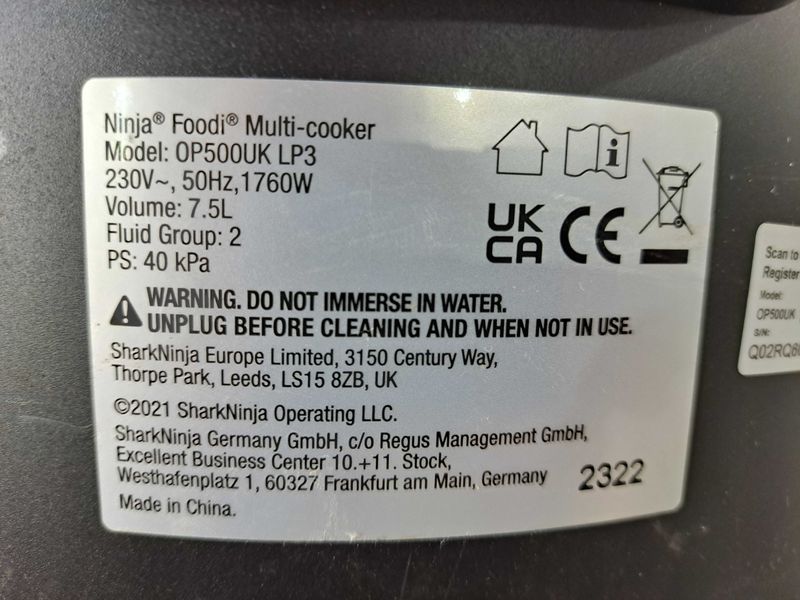 Ninja® Foodi® Multi-cooker
Model: OP500UK LP3
230V~, 50Hz,1760W
Volume: 7.5L
Fluid Group: 2
PS: 40 kPa
UK
CA CE
WARNING. DO NOT IMMERSE IN WATER.
UNPLUG BEFORE CLEANING AND WHEN NOT IN USE.
SharkNinja Europe Limited, 3150 Century Way,
Thorpe Park, Leeds, LS15 8ZB, UK
©2021 SharkNinja Operating LLC.
SharkNinja Germany GmbH, c/o Regus Management GmbH,
Excellent Business Center 10.+11. Stock,
Westhafenplatz 1, 60327 Frankfurt am Main, Germany
2322
Made in China.
Scan to
Register
Model:
OP500UK
S/N: